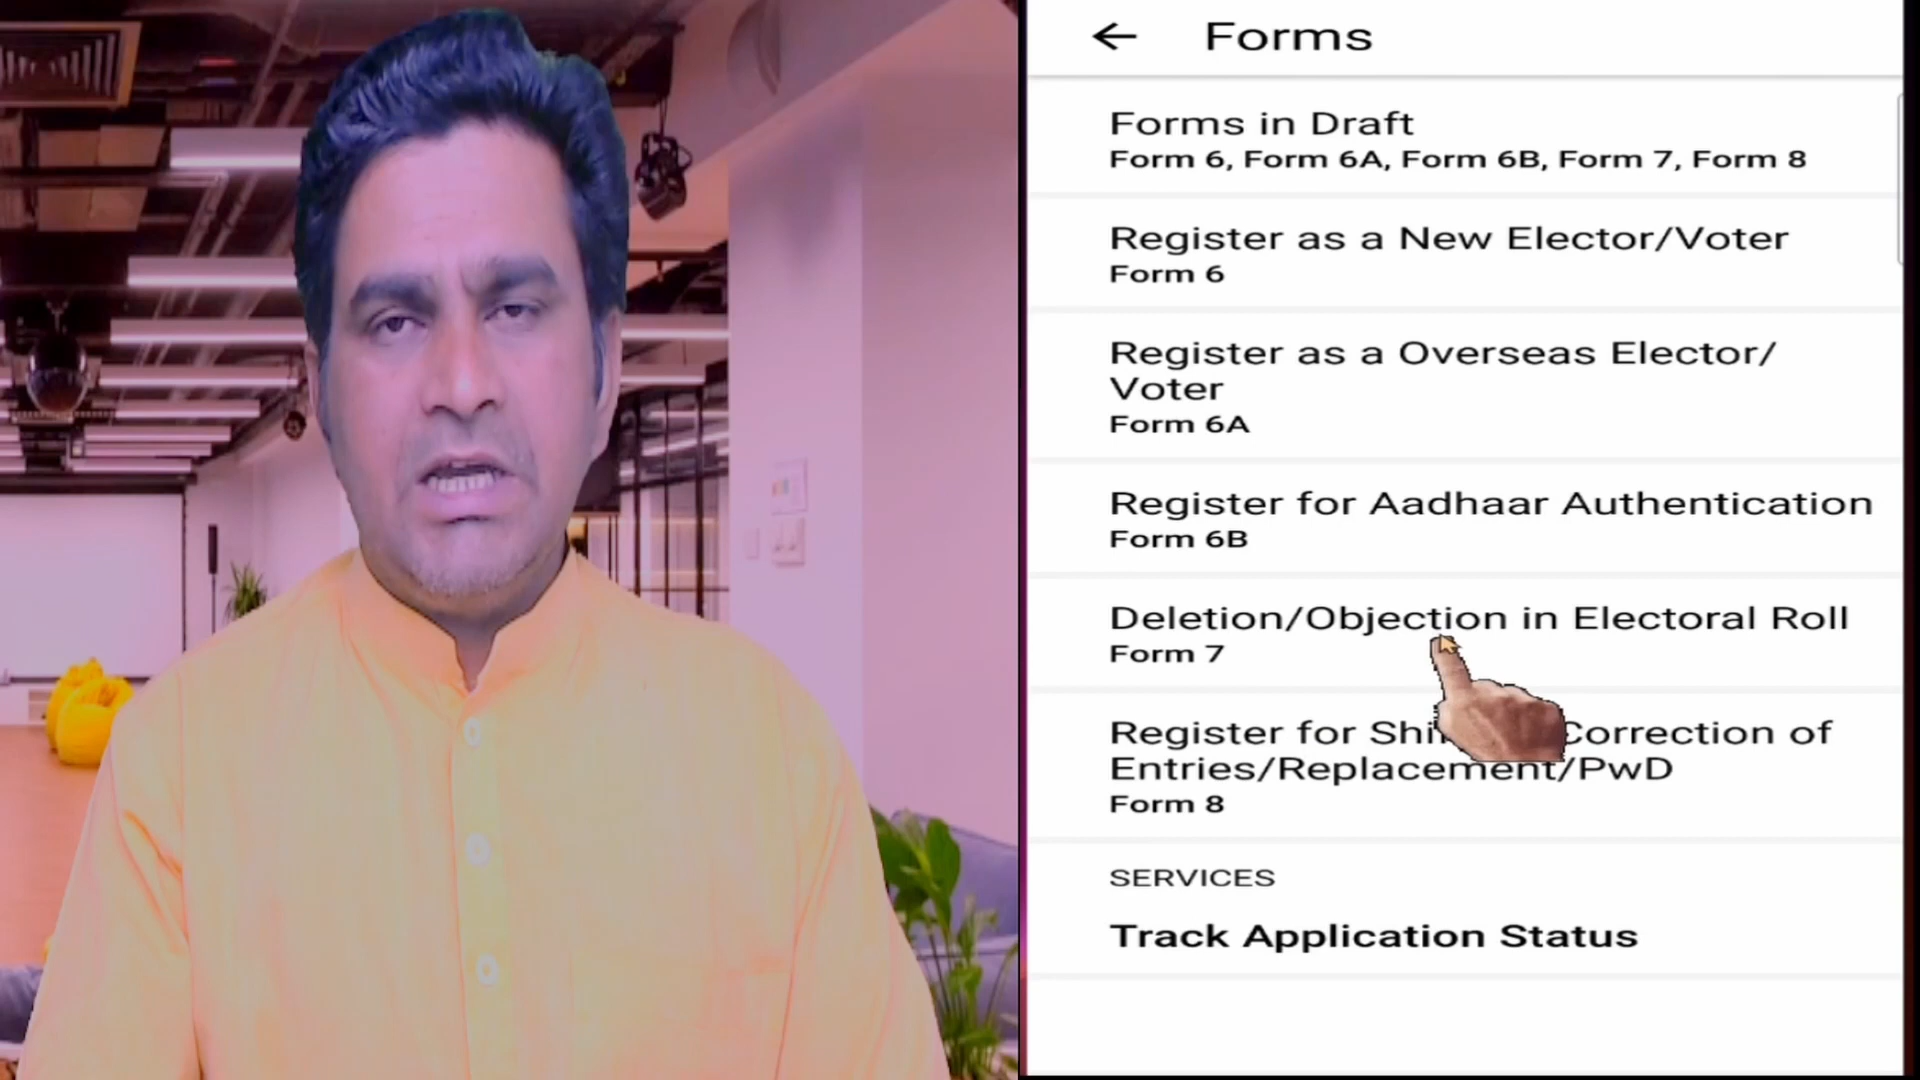 Forms
Forms in Draft
Form 6, Form 6A, Form 6B, Form 7, Form 8
Register as a New Elector/Voter
Form 6
Register as a Overseas Elector/
Voter
Form 6A
Register for Aadhaar Authentication
Form 6B
Deletion/Objection in Electoral Roll
Form 7
Register for Correction of
Entries/Replacement/PwD
Form 8
SERVICES
Track Application Status